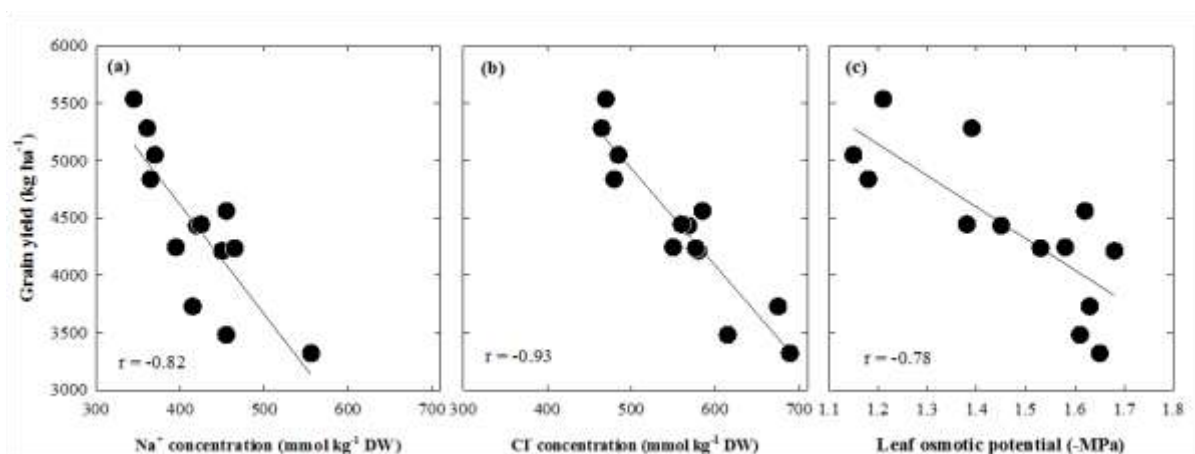 (a)
(b)
(c)
Grain yield (kg ha⁻¹)
6000
5500
5000
4500
4000
3500
3000
r = -0.82
r = -0.93
r = -0.78
300 400 500 600 700
300 400 500 600 700
1.1 1.2 1.3 1.4 1.5 1.6 1.7 1.8
Na⁺ concentration (mmol kg⁻¹ DW)
Cl⁻ concentration (mmol kg⁻¹ DW)
Leaf osmotic potential (-MPa)